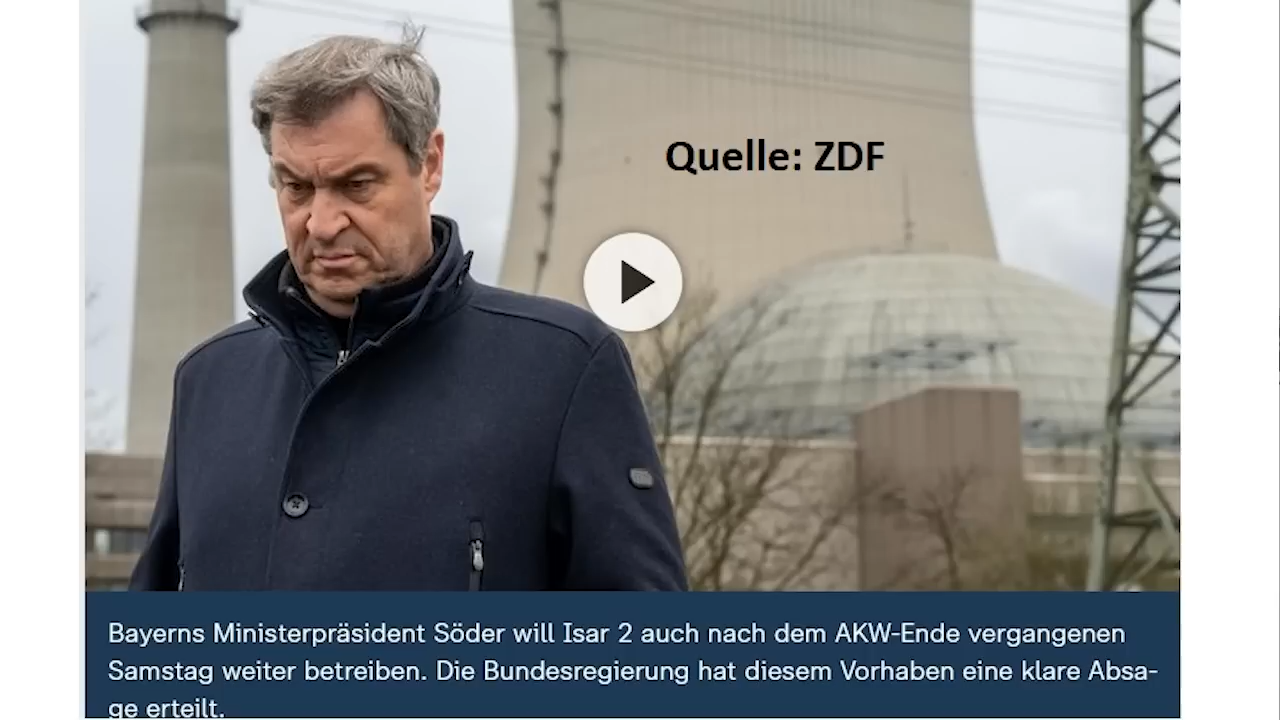 Quelle: ZDF
Bayerns Ministerpräsident Söder will Isar 2 auch nach dem AKW-Ende vergangenen
Samstag weiter betreiben. Die Bundesregierung hat diesem Vorhaben eine klare Absa-
ge erteilt.